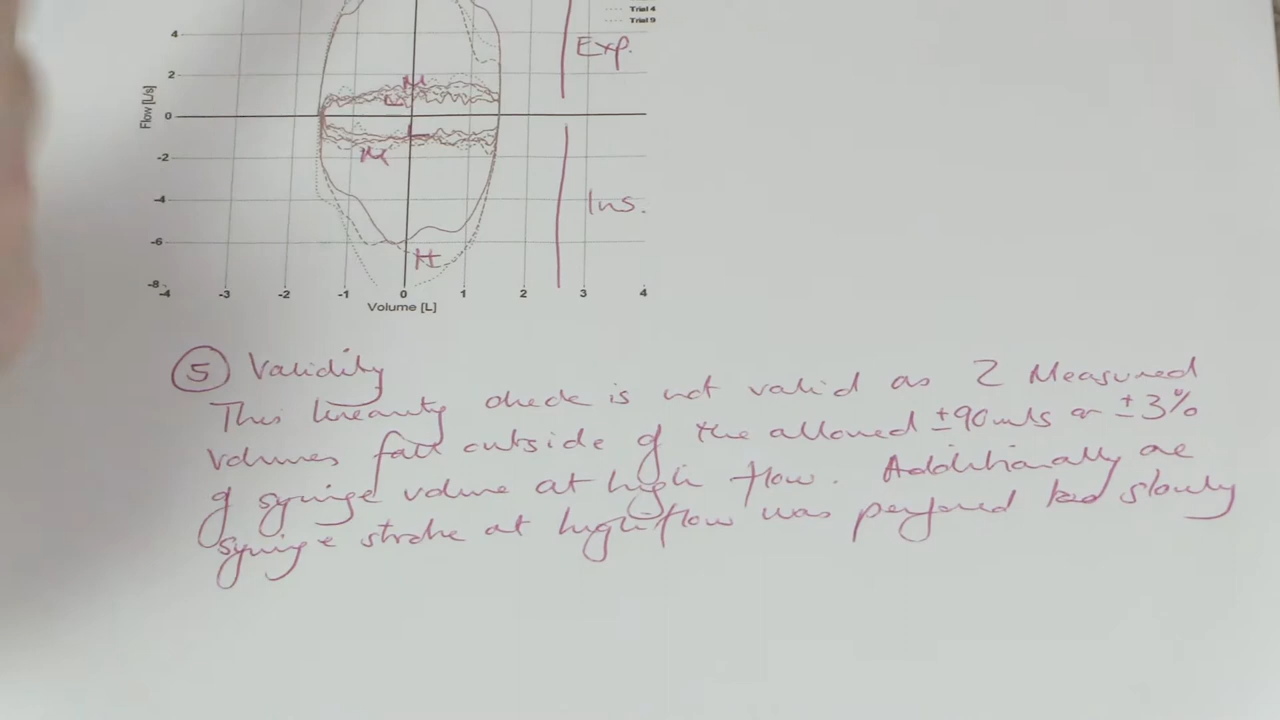 Trial 4
Trial 9
4
Exp.
2
M
L
Flow [L/s]
0
L
-2
M
-4
Ins.
-6
H
-8
-4 -3 -2 -1 0 1 2 3 4
Volume [L]
5 Validity
This linearity check is not valid as 2 Measured
volumes fall outside of the allowed ±90mls or ±3%
of syringe volume at high flow. Additionally one
syringe stroke at high flow was performed too slowly